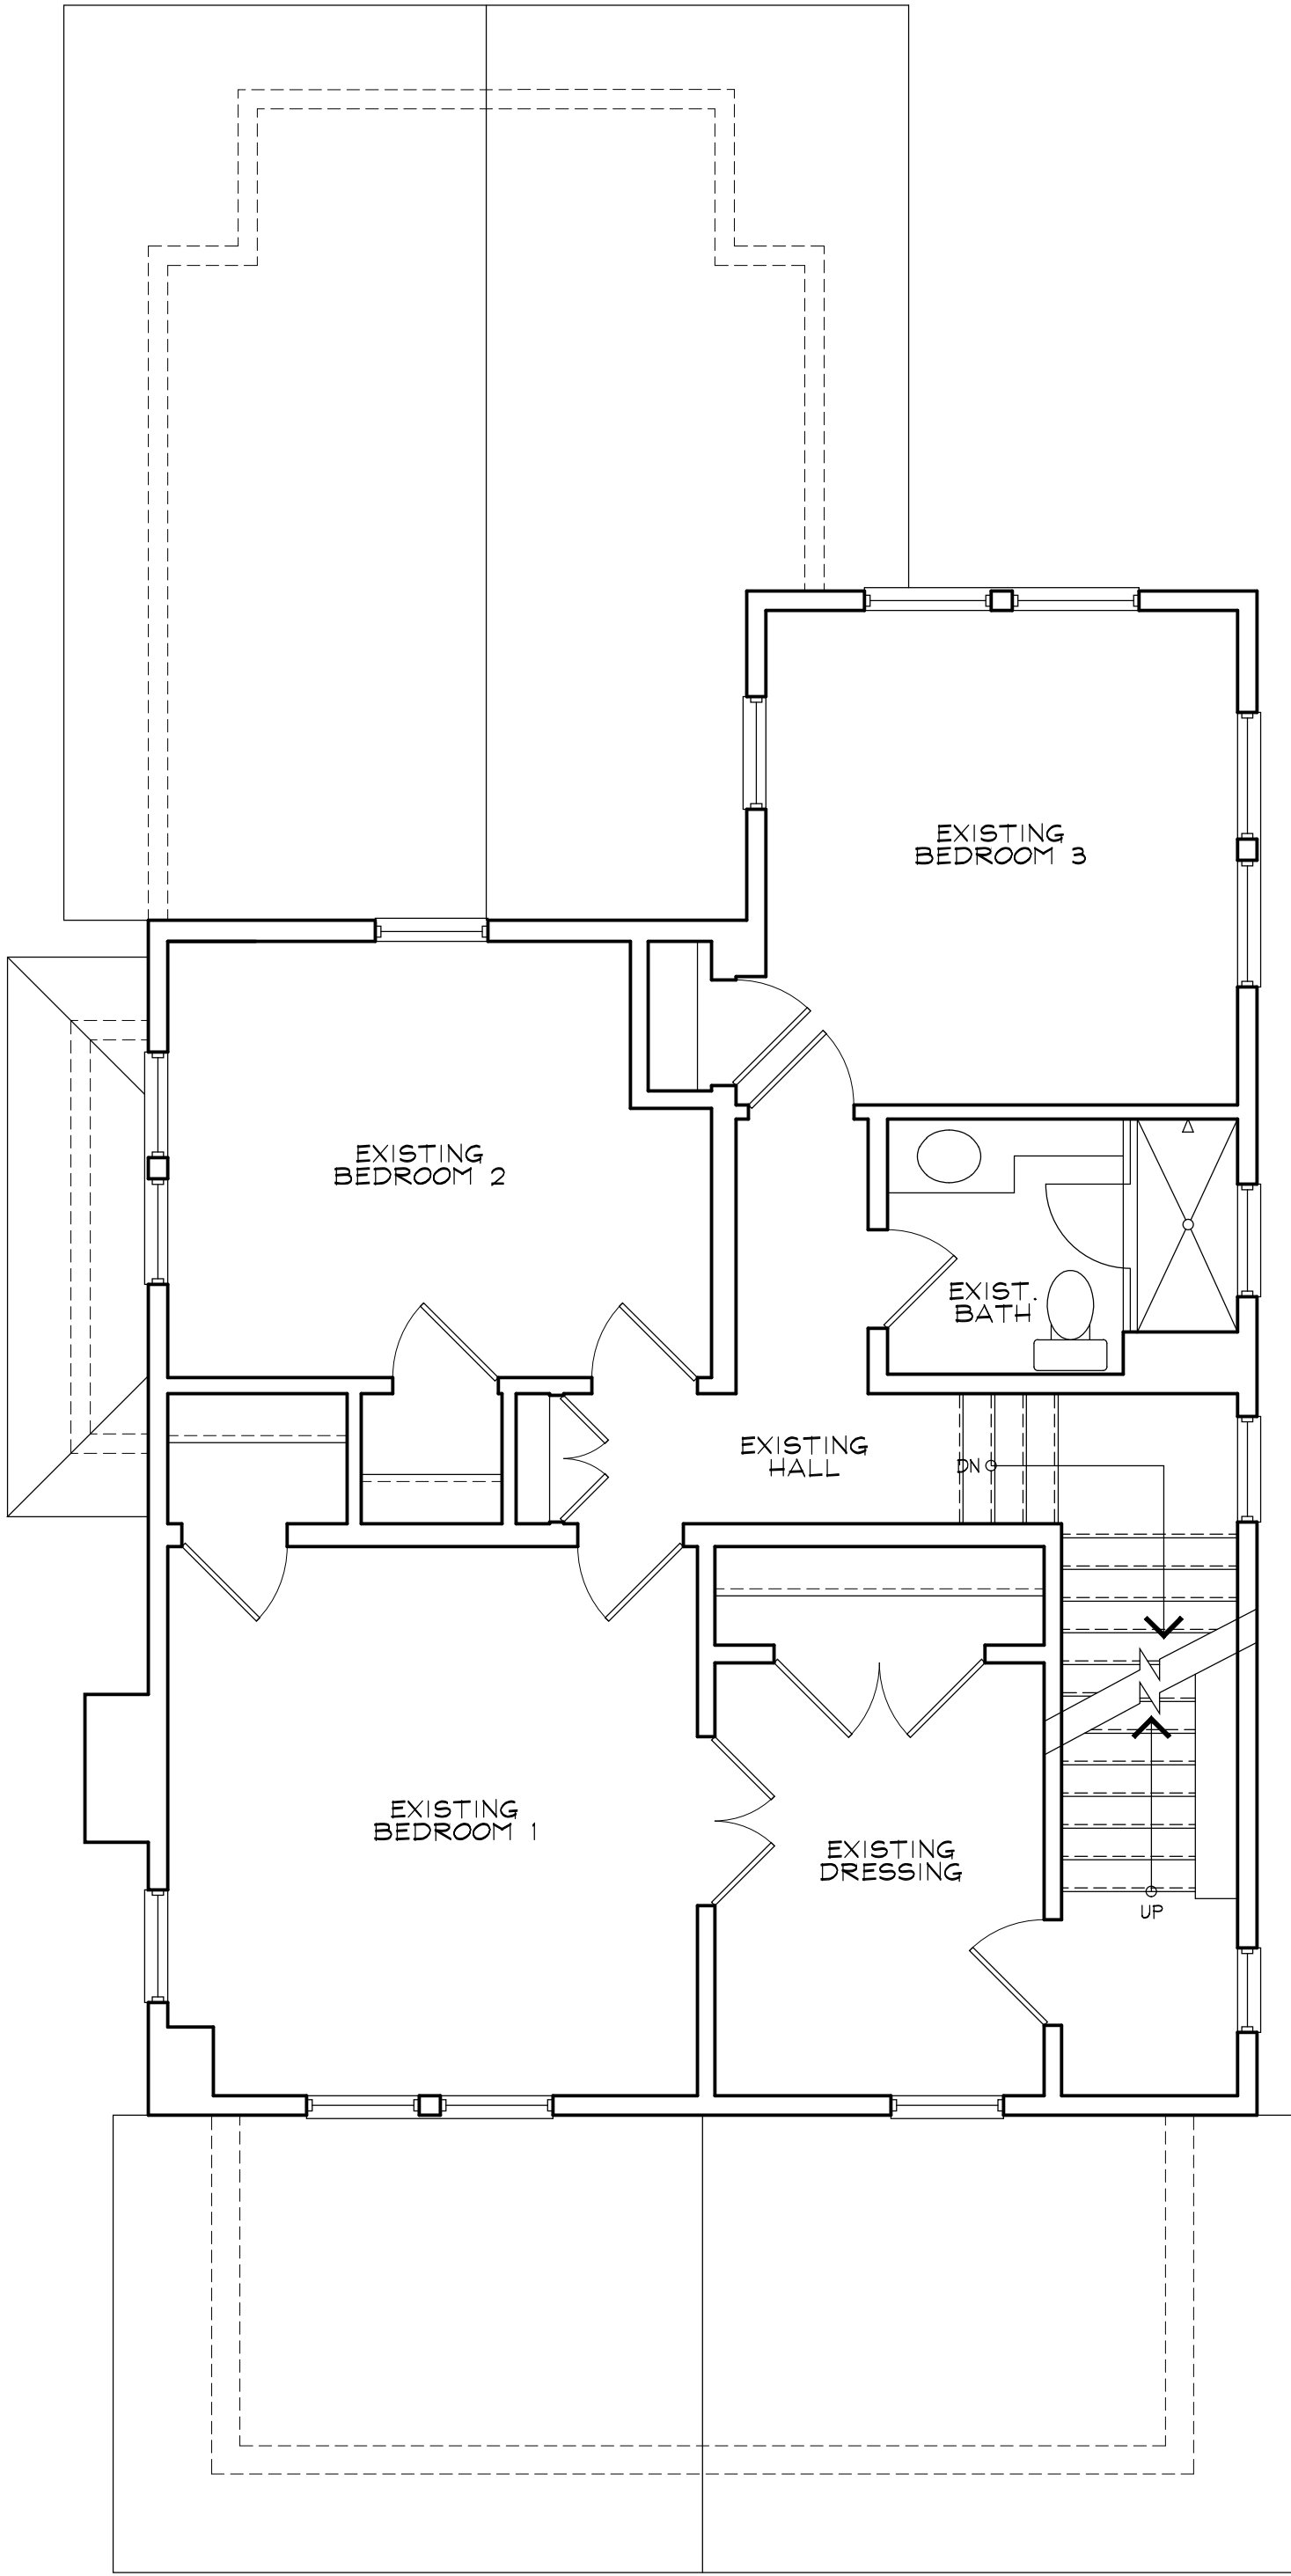 EXISTING
BEDROOM 3
EXISTING
BEDROOM 2
EXIST.
BATH
EXISTING
HALL
DN
EXISTING
BEDROOM 1
EXISTING
DRESSING
UP